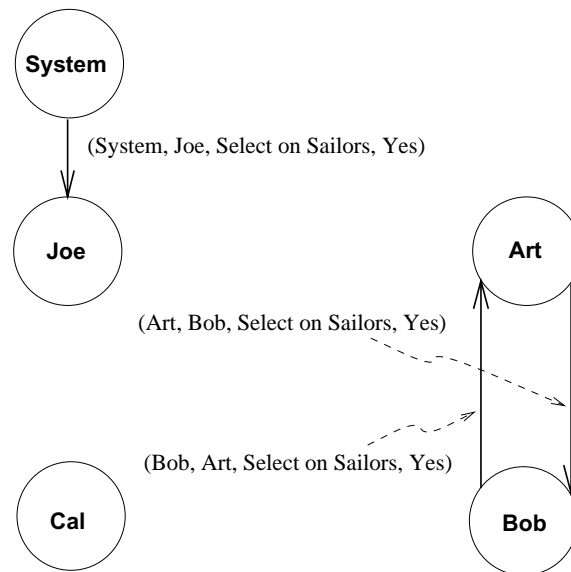 System
(System, Joe, Select on Sailors, Yes)
Joe
Art
(Art, Bob, Select on Sailors, Yes)
(Bob, Art, Select on Sailors, Yes)
Cal
Bob